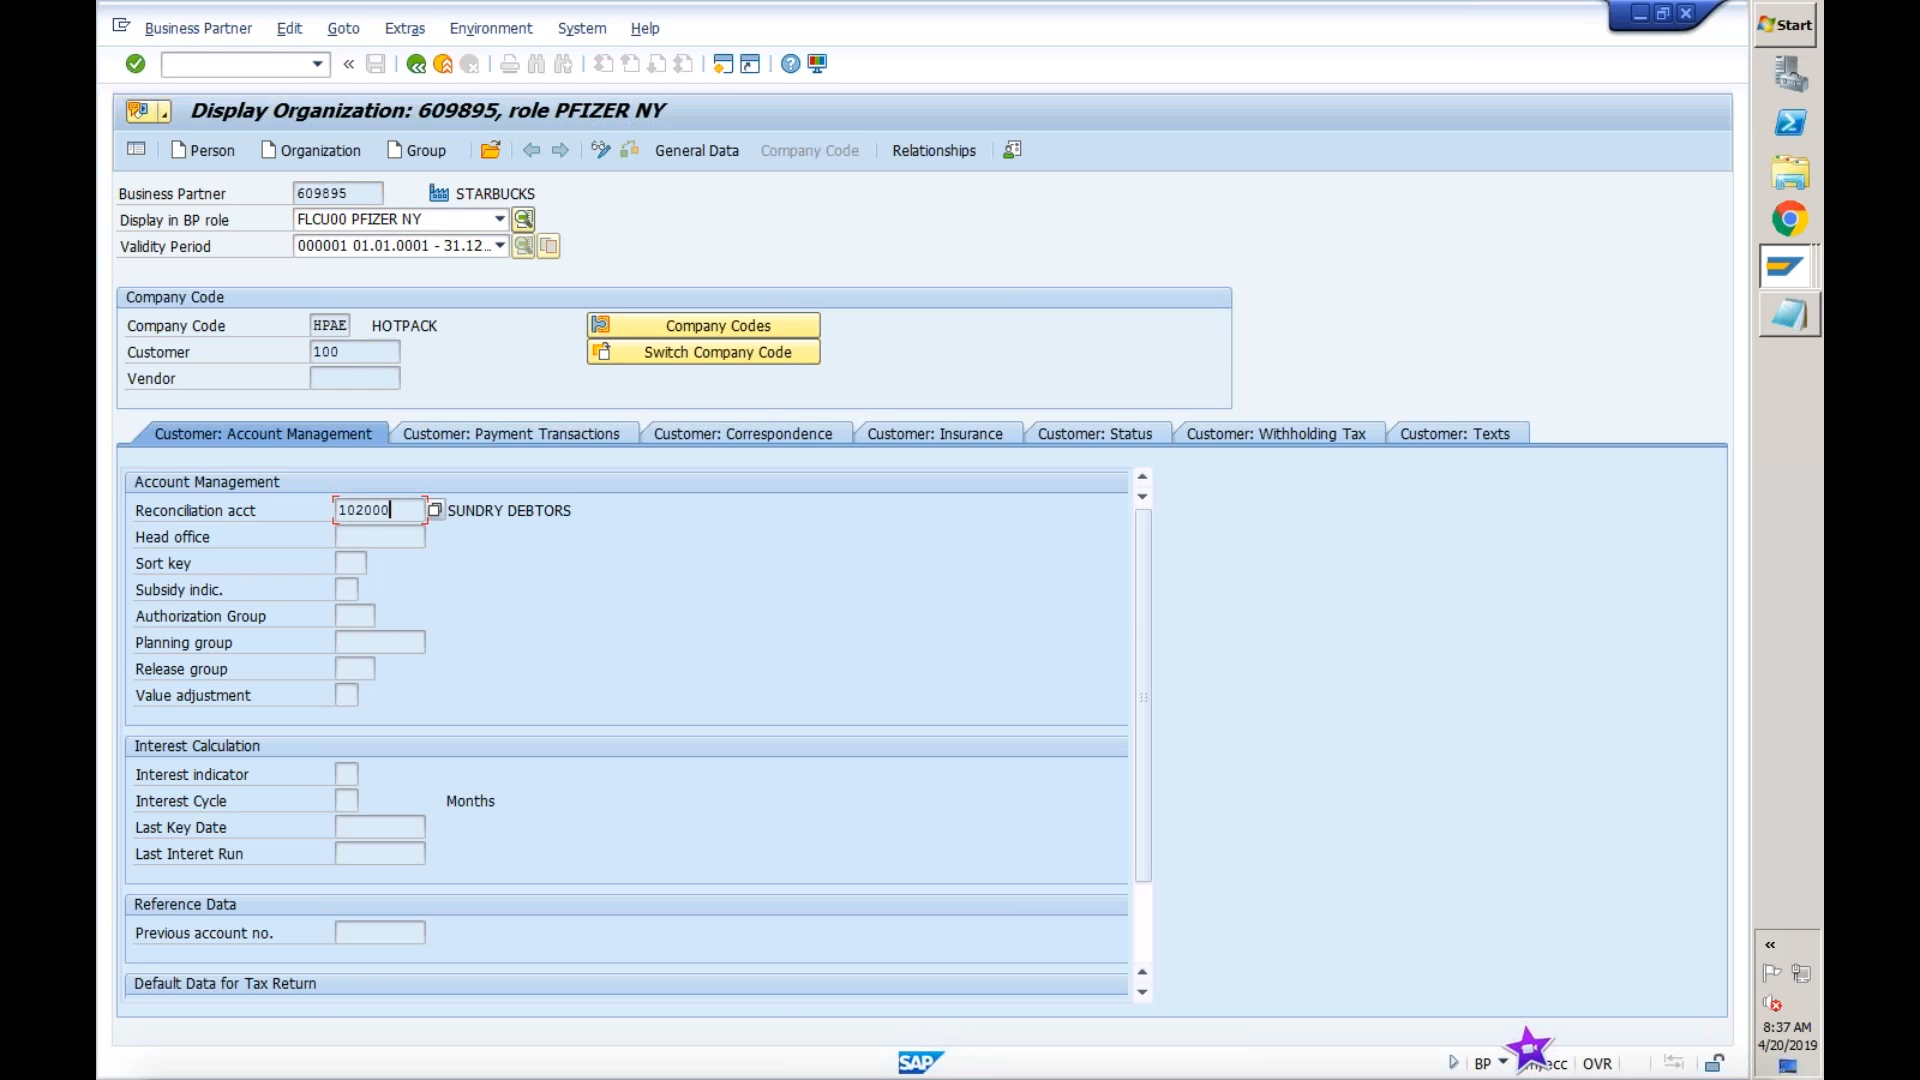 Business Partner Edit Goto Extras Environment System Help
Start
Display Organization: 609895, role PFIZER NY
Person Organization Group General Data Company Code Relationships
Business Partner 609895 STARBUCKS
Display in BP role FLCU00 PFIZER NY
Validity Period 000001 01.01.0001 - 31.12...
Company Code
Company Code HPAE HOTPACK Company Codes
Customer 100 Switch Company Code
Vendor
Customer: Account Management Customer: Payment Transactions Customer: Correspondence Customer: Insurance Customer: Status Customer: Withholding Tax Customer: Texts
Account Management
Reconciliation acct 102000 SUNDRY DEBTORS
Head office
Sort key
Subsidy indic.
Authorization Group
Planning group
Release group
Value adjustment
Interest Calculation
Interest indicator
Interest Cycle Months
Last Key Date
Last Interet Run
Reference Data
Previous account no.
Default Data for Tax Return
SAP BP OVR
8:37 AM
4/20/2019